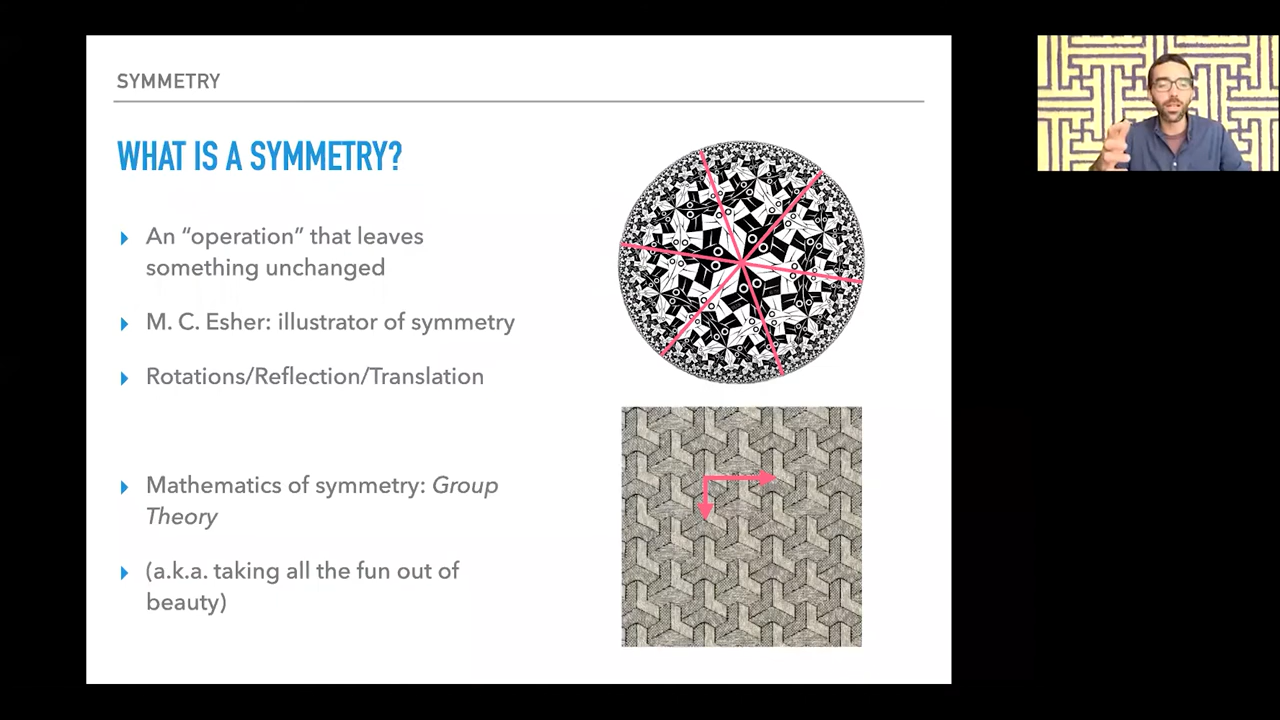 SYMMETRY
WHAT IS A SYMMETRY?
An “operation” that leaves
something unchanged
M. C. Esher: illustrator of symmetry
Rotations/Reflection/Translation
Mathematics of symmetry: Group
Theory
(a.k.a. taking all the fun out of
beauty)